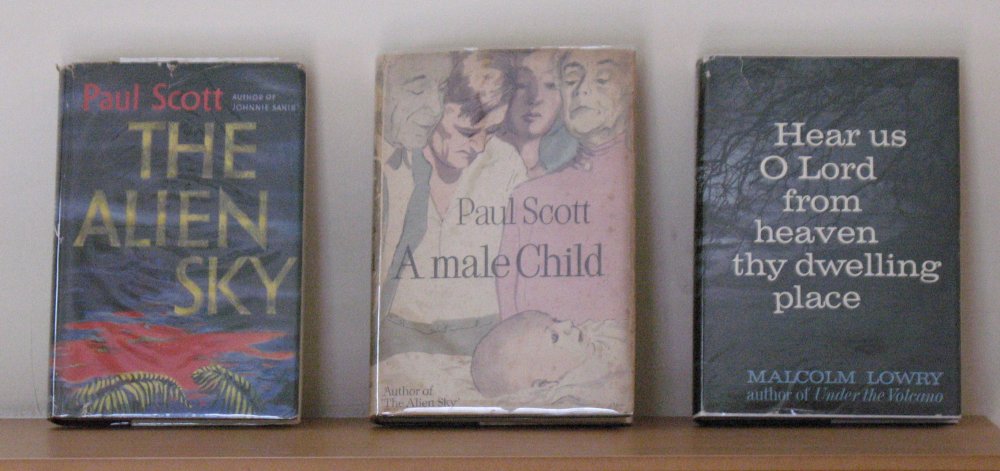 Paul Scott
AUTHOR OF
JOHNNIE SAHIB
THE
ALIEN
SKY
Paul Scott
A male Child
Author of
'The Alien Sky'
Hear us
O Lord
from
heaven
thy dwelling
place
MALCOLM LOWRY
author of Under the Volcano